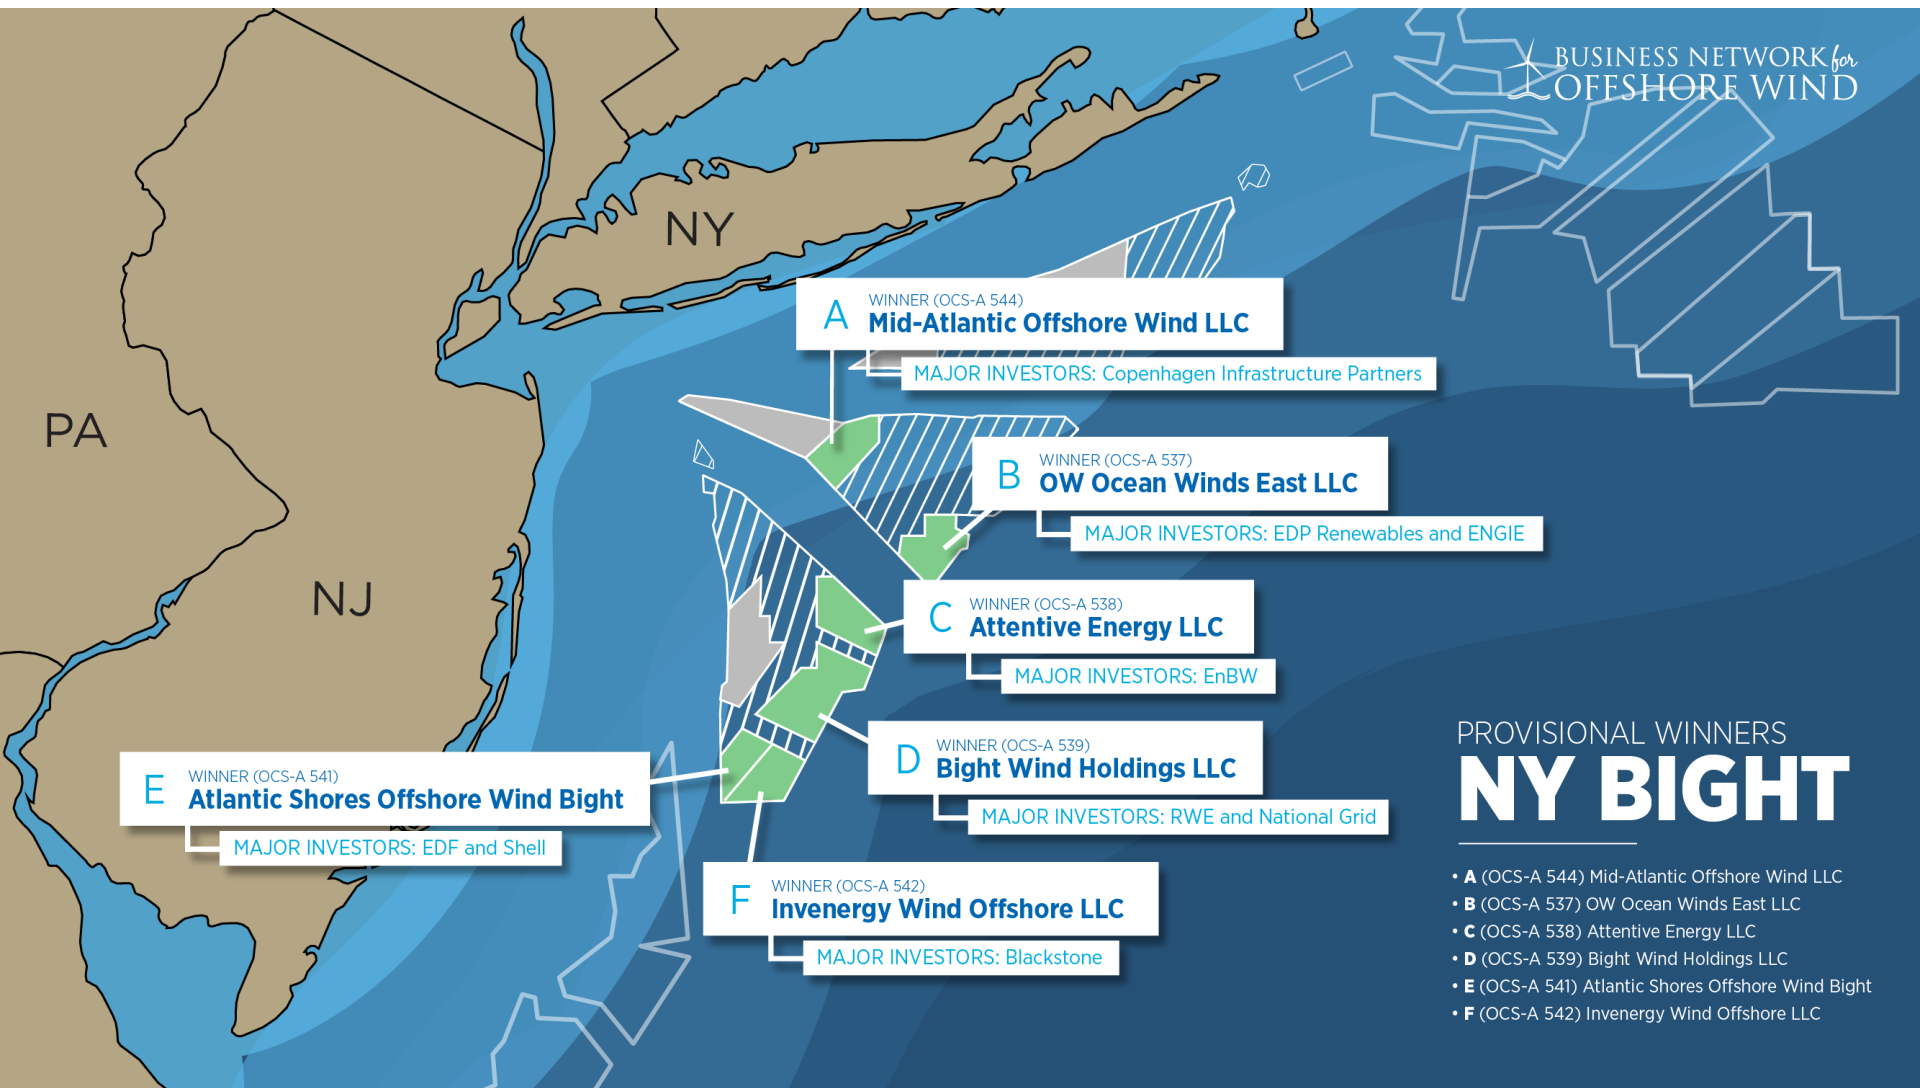 BUSINESS NETWORK for
OFFSHORE WIND
NY
PA
NJ
A
WINNER (OCS-A 544)
Mid-Atlantic Offshore Wind LLC
MAJOR INVESTORS: Copenhagen Infrastructure Partners
B
WINNER (OCS-A 537)
OW Ocean Winds East LLC
MAJOR INVESTORS: EDP Renewables and ENGIE
C
WINNER (OCS-A 538)
Attentive Energy LLC
MAJOR INVESTORS: EnBW
D
WINNER (OCS-A 539)
Bight Wind Holdings LLC
MAJOR INVESTORS: RWE and National Grid
E
WINNER (OCS-A 541)
Atlantic Shores Offshore Wind Bight
MAJOR INVESTORS: EDF and Shell
F
WINNER (OCS-A 542)
Invenergy Wind Offshore LLC
MAJOR INVESTORS: Blackstone
PROVISIONAL WINNERS
NY BIGHT
• A (OCS-A 544) Mid-Atlantic Offshore Wind LLC
• B (OCS-A 537) OW Ocean Winds East LLC
• C (OCS-A 538) Attentive Energy LLC
• D (OCS-A 539) Bight Wind Holdings LLC
• E (OCS-A 541) Atlantic Shores Offshore Wind Bight
• F (OCS-A 542) Invenergy Wind Offshore LLC